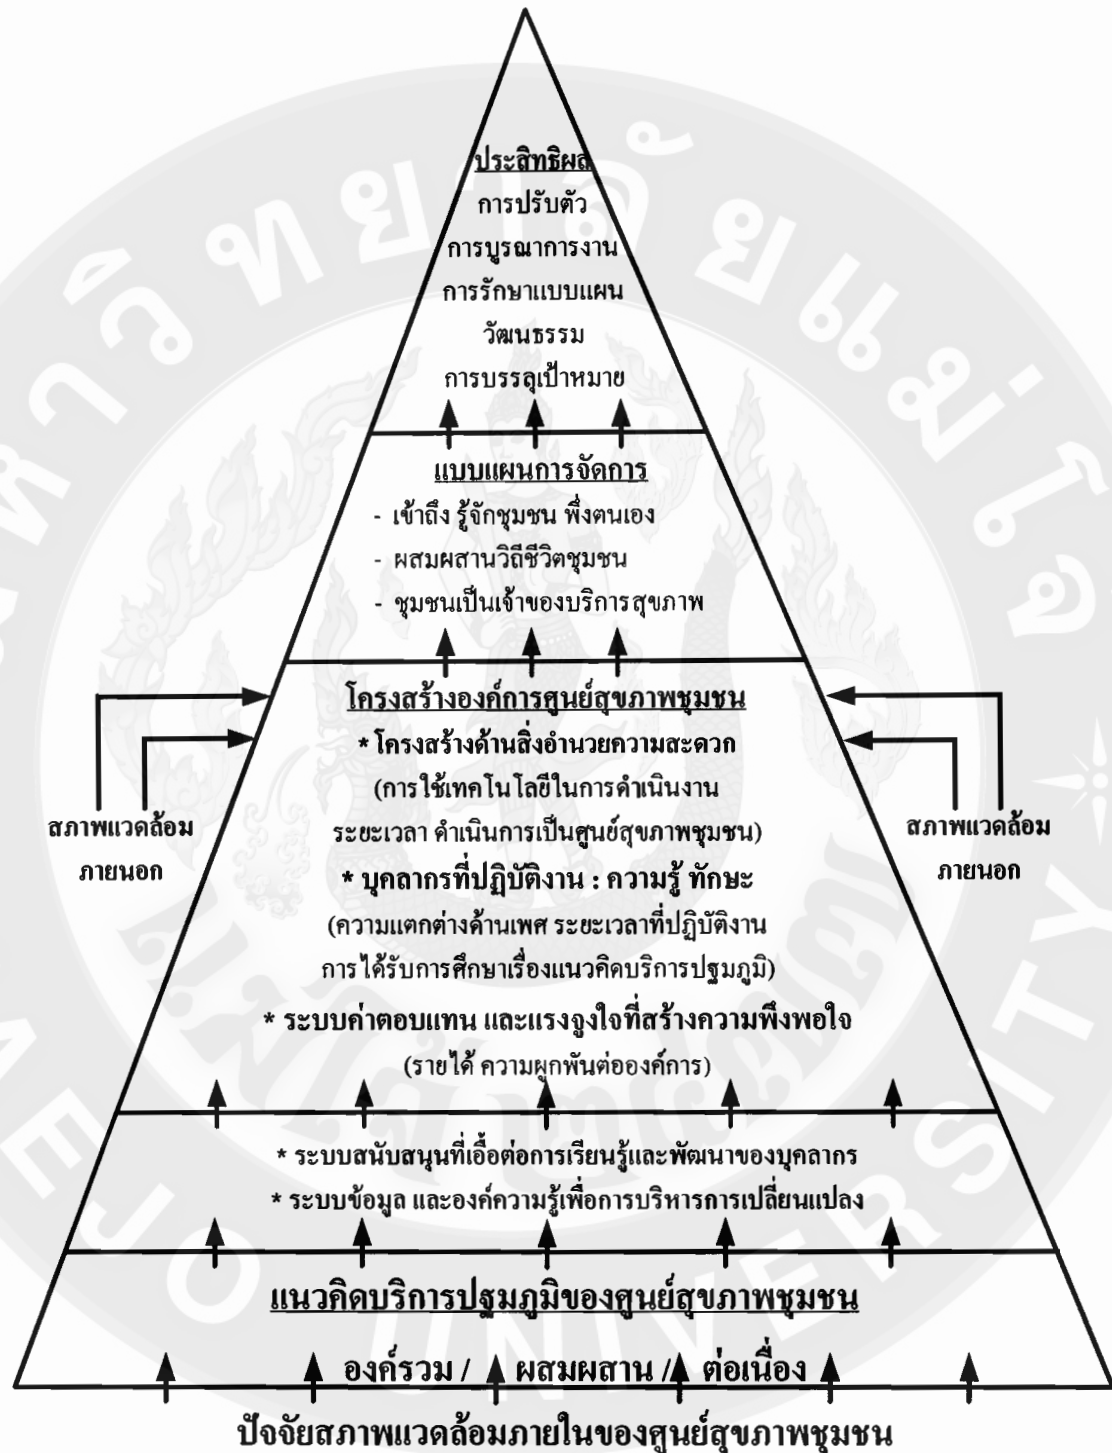 ประสิทธิผล
การปรับตัว
การบูรณาการงาน
การรักษาแบบแผน
วัฒนธรรม
การบรรลุเป้าหมาย
แบบแผนการจัดการ
- เข้าถึง รู้จักชุมชน พึ่งตนเอง
- ผสมผสานวิถีชีวิตชุมชน
- ชุมชนเป็นเจ้าของบริการสุขภาพ
โครงสร้างองค์การศูนย์สุขภาพชุมชน
* โครงสร้างด้านสิ่งอำนวยความสะดวก
(การใช้เทคโนโลยีในการดำเนินงาน
ระยะเวลา ดำเนินการเป็นศูนย์สุขภาพชุมชน)
* บุคลากรที่ปฏิบัติงาน : ความรู้ ทักษะ
(ความแตกต่างด้านเพศ ระยะเวลาที่ปฏิบัติงาน
การได้รับการศึกษาเรื่องแนวคิดบริการปฐมภูมิ)
* ระบบค่าตอบแทน และแรงจูงใจที่สร้างความพึงพอใจ
(รายได้ ความผูกพันต่อองค์การ)
สภาพแวดล้อม
ภายนอก
สภาพแวดล้อม
ภายนอก
* ระบบสนับสนุนที่เอื้อต่อการเรียนรู้และพัฒนาของบุคลากร
* ระบบข้อมูล และองค์ความรู้เพื่อการบริหารการเปลี่ยนแปลง
แนวคิดบริการปฐมภูมิของศูนย์สุขภาพชุมชน
องค์รวม / ผสมผสาน / ต่อเนื่อง
ปัจจัยสภาพแวดล้อมภายในของศูนย์สุขภาพชุมชน
มหาวิทยาลัยแม่โจ้
MAEJO UNIVERSITY